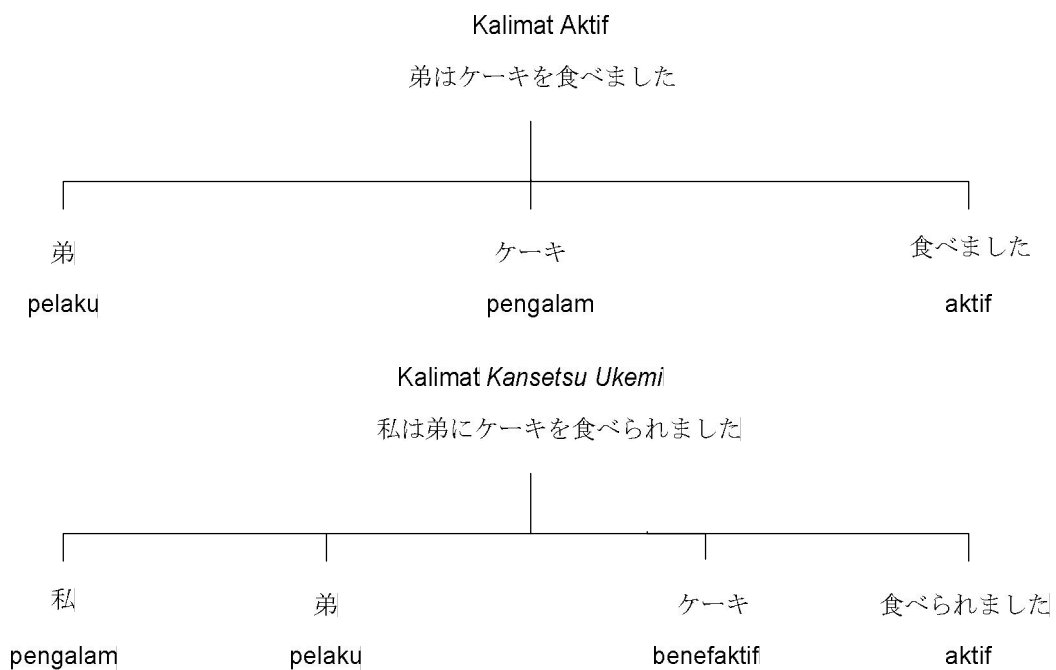 Kalimat Aktif
弟はケーキを食べました
弟 ケーキ 食べました
pelaku pengalam aktif
Kalimat Kansetsu Ukemi
私は弟にケーキを食べられました
私 弟 ケーキ 食べられました
pengalam pelaku benefaktif aktif